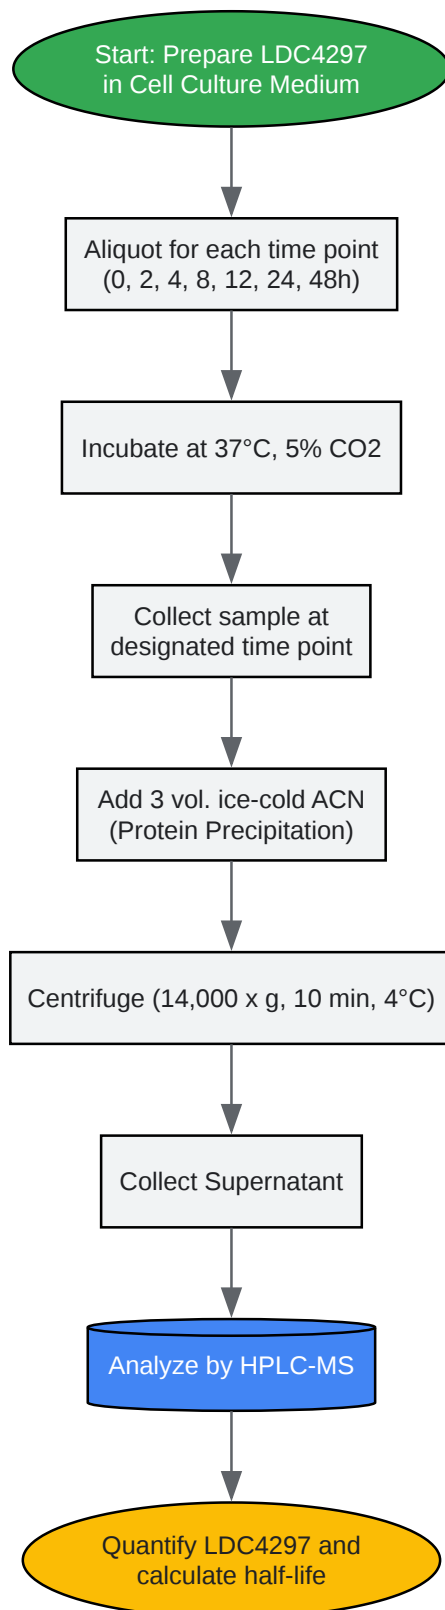 Start: Prepare LDC4297
in Cell Culture Medium
Aliquot for each time point
(0, 2, 4, 8, 12, 24, 48h)
Incubate at 37°C, 5% CO2
Collect sample at
designated time point
Add 3 vol. ice-cold ACN
(Protein Precipitation)
Centrifuge (14,000 x g, 10 min, 4°C)
Collect Supernatant
Analyze by HPLC-MS
Quantify LDC4297 and
calculate half-life